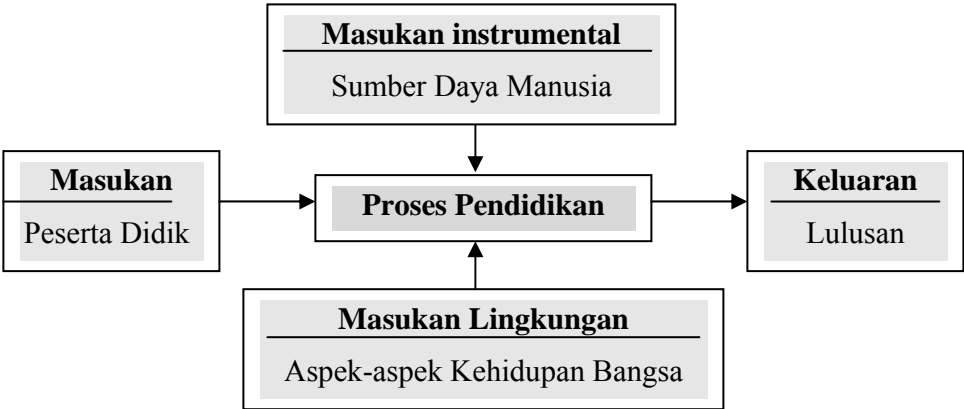 Masukan instrumental
Sumber Daya Manusia
Masukan
Peserta Didik
Proses Pendidikan
Keluaran
Lulusan
Masukan Lingkungan
Aspek-aspek Kehidupan Bangsa